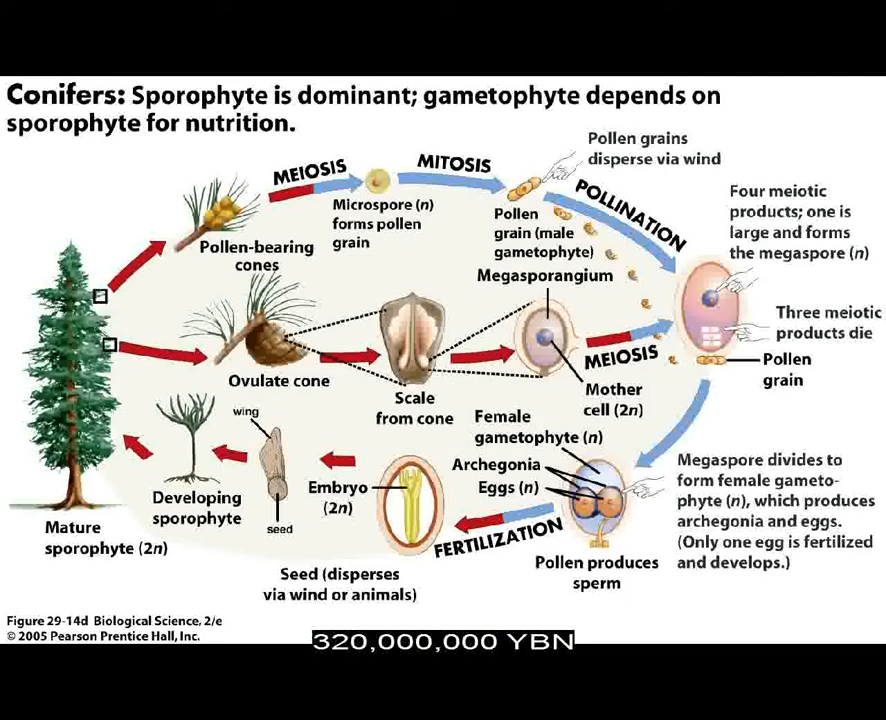 Conifers: Sporophyte is dominant; gametophyte depends on
sporophyte for nutrition.
Pollen grains
disperse via wind
MEIOSIS
MITOSIS
POLLINATION
Four meiotic
products; one is
large and forms
the megaspore (n)
Microspore (n)
forms pollen
grain
Pollen
grain (male
gametophyte)
Pollen-bearing
cones
Megasporangium
Three meiotic
products die
MEIOSIS
Pollen
grain
Ovulate cone
Scale
from cone
Mother
cell (2n)
Female
gametophyte (n)
wing
Archegonia
Eggs (n)
Megaspore divides to
form female gameto-
phyte (n), which produces
archegonia and eggs.
(Only one egg is fertilized
and develops.)
Embryo
(2n)
Developing
sporophyte
seed
Mature
sporophyte (2n)
FERTILIZATION
Pollen produces
sperm
Seed (disperses
via wind or animals)
Figure 29-14d Biological Science, 2/e
© 2005 Pearson Prentice Hall, Inc.
320,000,000 YBN